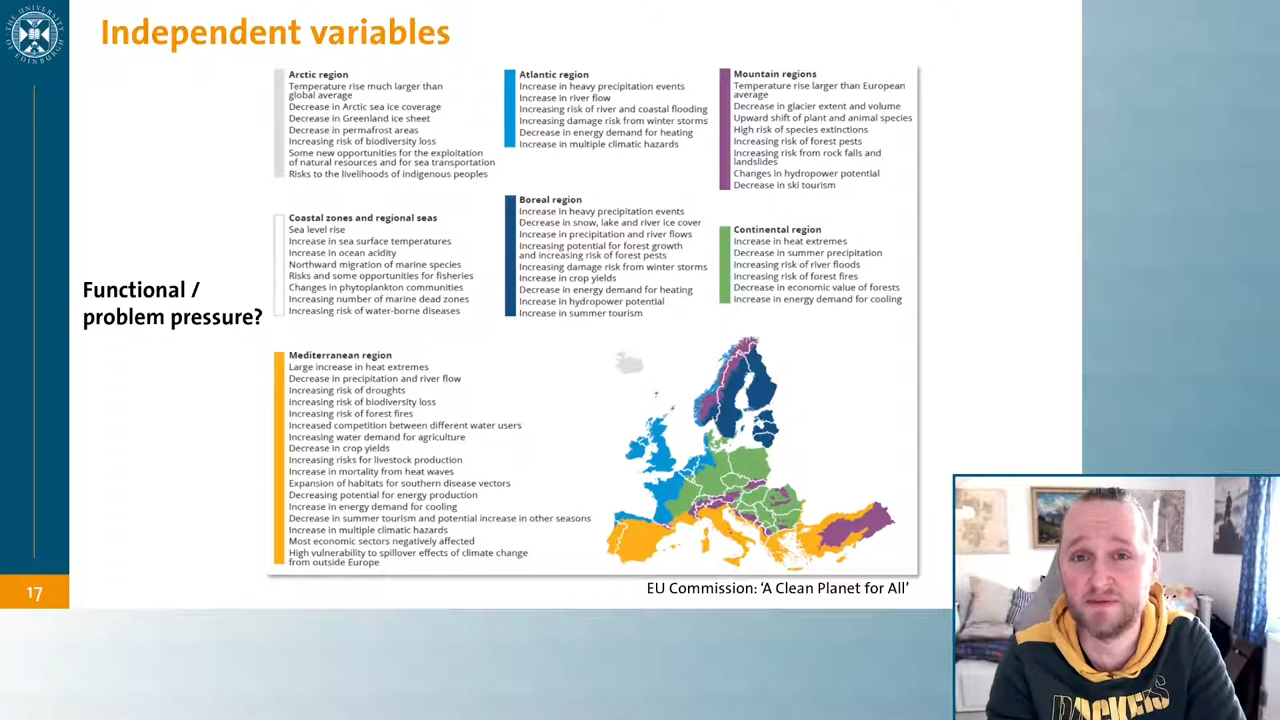 THE UNIVERSITY OF EDINBURGH
Independent variables
Functional /
problem pressure?
Arctic region
Temperature rise much larger than
global average
Decrease in Arctic sea ice coverage
Decrease in Greenland ice sheet
Decrease in permafrost areas
Increasing risk of biodiversity loss
Some new opportunities for the exploitation
of natural resources and for sea transportation
Risks to the livelihoods of indigenous peoples
Atlantic region
Increase in heavy precipitation events
Increase in river flow
Increasing risk of river and coastal flooding
Increasing damage risk from winter storms
Decrease in energy demand for heating
Increase in multiple climatic hazards
Mountain regions
Temperature rise larger than European
average
Decrease in glacier extent and volume
Upward shift of plant and animal species
High risk of species extinctions
Increasing risk of forest pests
Increasing risk from rock falls and
landslides
Changes in hydropower potential
Decrease in ski tourism
Coastal zones and regional seas
Sea level rise
Increase in sea surface temperatures
Increase in ocean acidity
Northward migration of marine species
Risks and some opportunities for fisheries
Changes in phytoplankton communities
Increasing number of marine dead zones
Increasing risk of water-borne diseases
Boreal region
Increase in heavy precipitation events
Decrease in snow, lake and river ice cover
Increase in precipitation and river flows
Increasing potential for forest growth
and increasing risk of forest pests
Increasing damage risk from winter storms
Increase in crop yields
Decrease in energy demand for heating
Increase in hydropower potential
Increase in summer tourism
Continental region
Increase in heat extremes
Decrease in summer precipitation
Increasing risk of river floods
Increasing risk of forest fires
Decrease in economic value of forests
Increase in energy demand for cooling
Mediterranean region
Large increase in heat extremes
Decrease in precipitation and river flow
Increasing risk of droughts
Increasing risk of biodiversity loss
Increasing risk of forest fires
Increased competition between different water users
Increasing water demand for agriculture
Decrease in crop yields
Increasing risks for livestock production
Increase in mortality from heat waves
Expansion of habitats for southern disease vectors
Decreasing potential for energy production
Increase in energy demand for cooling
Decrease in summer tourism and potential increase in other seasons
Increase in multiple climatic hazards
Most economic sectors negatively affected
High vulnerability to spillover effects of climate change
from outside Europe
EU Commission: ‘A Clean Planet for All’
17
PACKERS